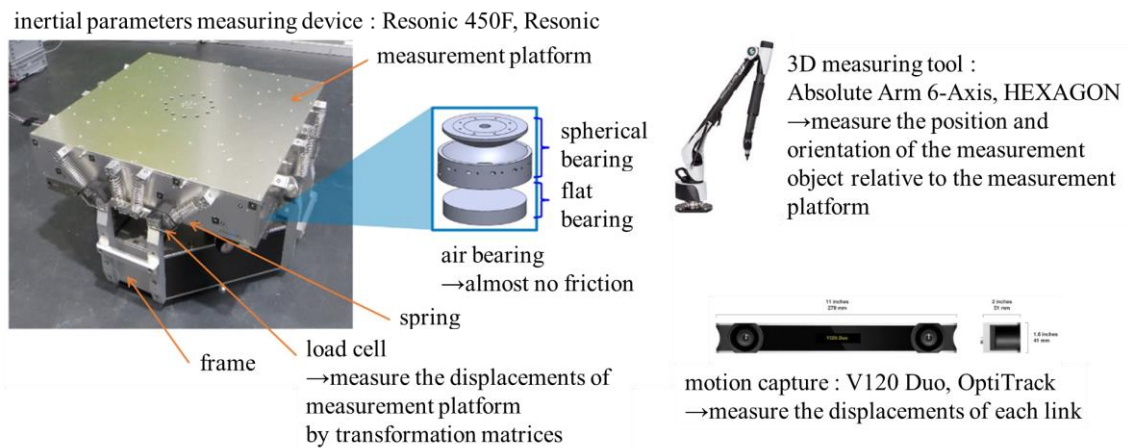 inertial parameters measuring device : Resonic 450F, Resonic
measurement platform
spherical
bearing
flat
bearing
air bearing
→almost no friction
spring
frame
load cell
→measure the displacements of
measurement platform
by transformation matrices
3D measuring tool :
Absolute Arm 6-Axis, HEXAGON
→measure the position and
orientation of the measurement
object relative to the measurement
platform
11 inches
279 mm
2 inches
51 mm
1.6 inches
41 mm
V120 Duo
motion capture : V120 Duo, OptiTrack
→measure the displacements of each link